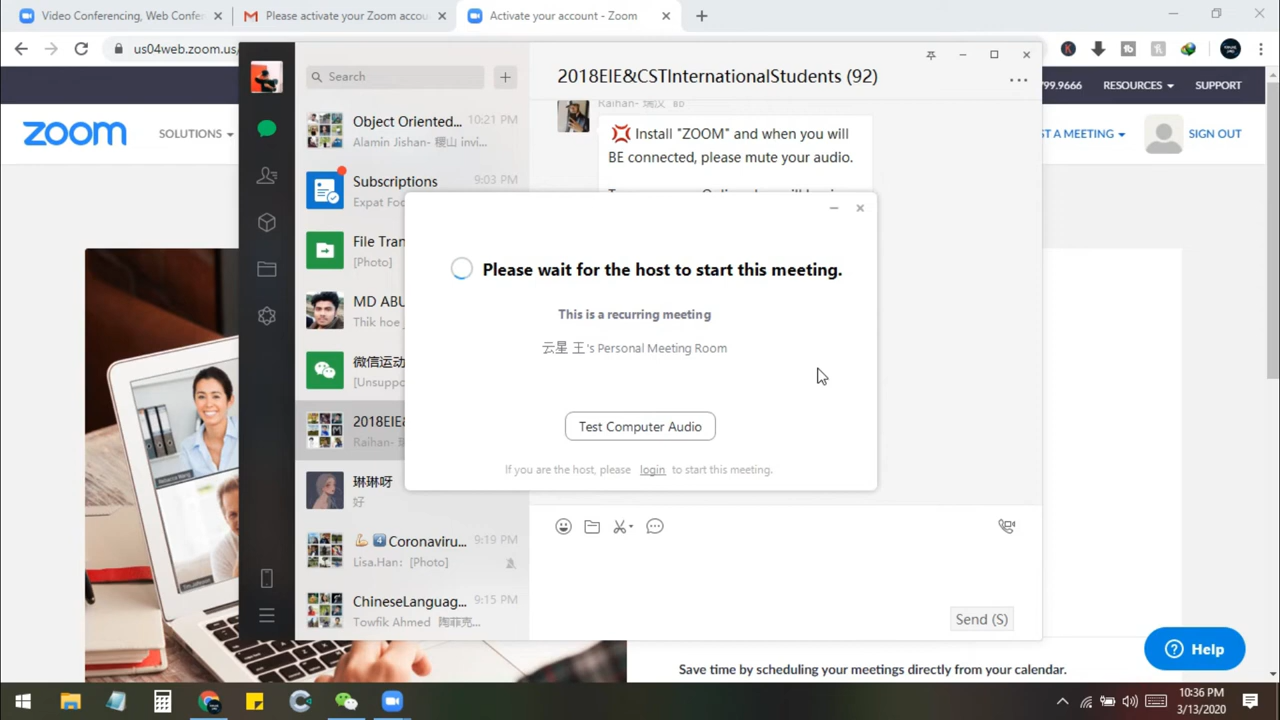 Video Conferencing, Web Confer
Please activate your Zoom accou
Activate your account - Zoom
us04web.zoom.us/
799.9666
RESOURCES
SUPPORT
zoom
SOLUTIONS
ST A MEETING
SIGN OUT
Search
Object Oriented...
10:21 PM
Alamin Jishan- 稷山 invi...
Subscriptions
9:03 PM
Expat Foc
File Tran
[Photo]
MD ABU
Thik hoe
微信运动
[Unsuppo
2018EIE&
Raihan- 瑞
琳琳呀
好
4 Coronaviru...
9:19 PM
Lisa.Han: [Photo]
ChineseLanguag...
9:15 PM
Towfik Ahmed 陶菲克...
2018EIE&CSTInternationalStudents (92)
Raihan- 瑞汉
Install "ZOOM" and when you will
BE connected, please mute your audio.
Please wait for the host to start this meeting.
This is a recurring meeting
云星 王's Personal Meeting Room
Test Computer Audio
If you are the host, please login to start this meeting.
Send (S)
Save time by scheduling your meetings directly from your calendar.
Help
10:36 PM
3/13/2020